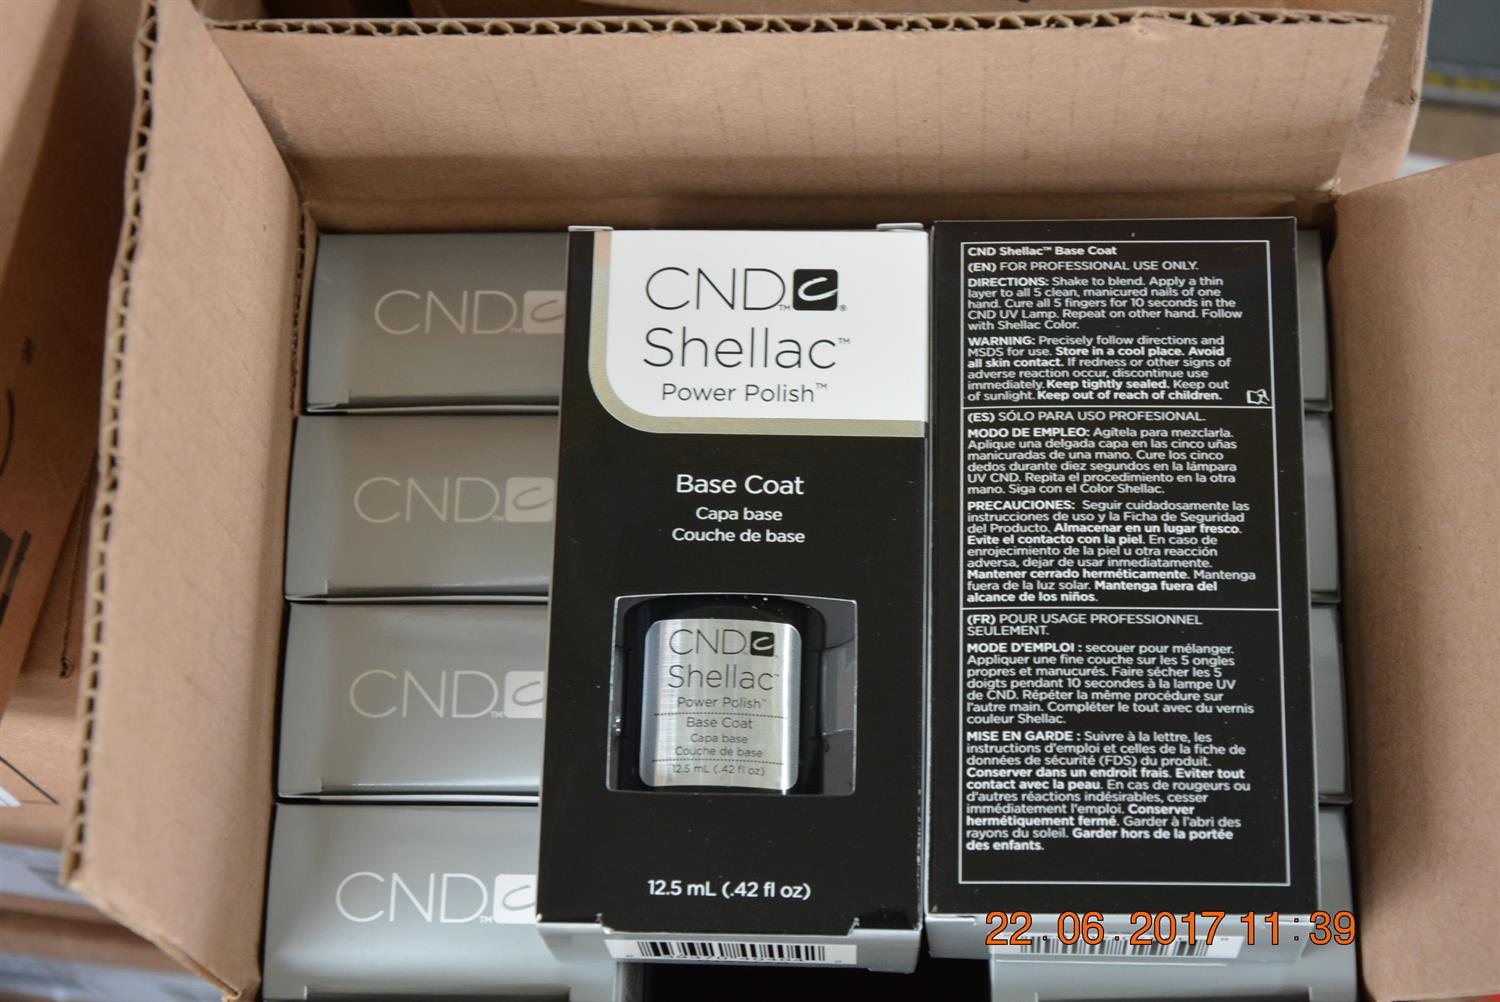 CND
CND
CND
CND
CND™ ®
Shellac™
Power Polish™
Base Coat
Capa base
Couche de base
CND
Shellac™
Power Polish™
Base Coat
Capa base
Couche de base
12.5 mL (.42 fl oz)
12.5 mL (.42 fl oz)
CND Shellac™ Base Coat
(EN) FOR PROFESSIONAL USE ONLY.
DIRECTIONS: Shake to blend. Apply a thin
layer to all 5 clean, manicured nails of one
hand. Cure all 5 fingers for 10 seconds in the
CND UV Lamp. Repeat on other hand. Follow
with Shellac Color.
WARNING: Precisely follow directions and
MSDS for use. Store in a cool place. Avoid
all skin contact. If redness or other signs of
adverse reaction occur, discontinue use
immediately. Keep tightly sealed. Keep out
of sunlight. Keep out of reach of children.
(ES) SÓLO PARA USO PROFESIONAL.
MODO DE EMPLEO: Agítela para mezclarla.
Aplique una delgada capa en las cinco uñas
manicuradas de una mano. Cure los cinco
dedos durante diez segundos en la lámpara
UV CND. Repita el procedimiento en la otra
mano. Siga con el Color Shellac.
PRECAUCIONES: Seguir cuidadosamente las
instrucciones de uso y la Ficha de Seguridad
del Producto. Almacenar en un lugar fresco.
Evite el contacto con la piel. En caso de
enrojecimiento de la piel u otra reacción
adversa, dejar de usar inmediatamente.
Mantener cerrado herméticamente. Mantenga
fuera de la luz solar. Mantenga fuera del
alcance de los niños.
(FR) POUR USAGE PROFESSIONNEL
SEULEMENT.
MODE D'EMPLOI : secouer pour mélanger.
Appliquer une fine couche sur les 5 ongles
propres et manucurés. Faire sécher les 5
doigts pendant 10 secondes à la lampe UV
de CND. Répéter la même procédure sur
l'autre main. Compléter le tout avec du vernis
couleur Shellac.
MISE EN GARDE : Suivre à la lettre, les
instructions d'emploi et celles de la fiche de
données de sécurité (FDS) du produit.
Conserver dans un endroit frais. Eviter tout
contact avec la peau. En cas de rougeurs ou
d'autres réactions indésirables, cesser
immédiatement l'emploi. Conserver
hermétiquement fermé. Garder à l'abri des
rayons du soleil. Garder hors de la portée
des enfants.
22.06.2017 11:39